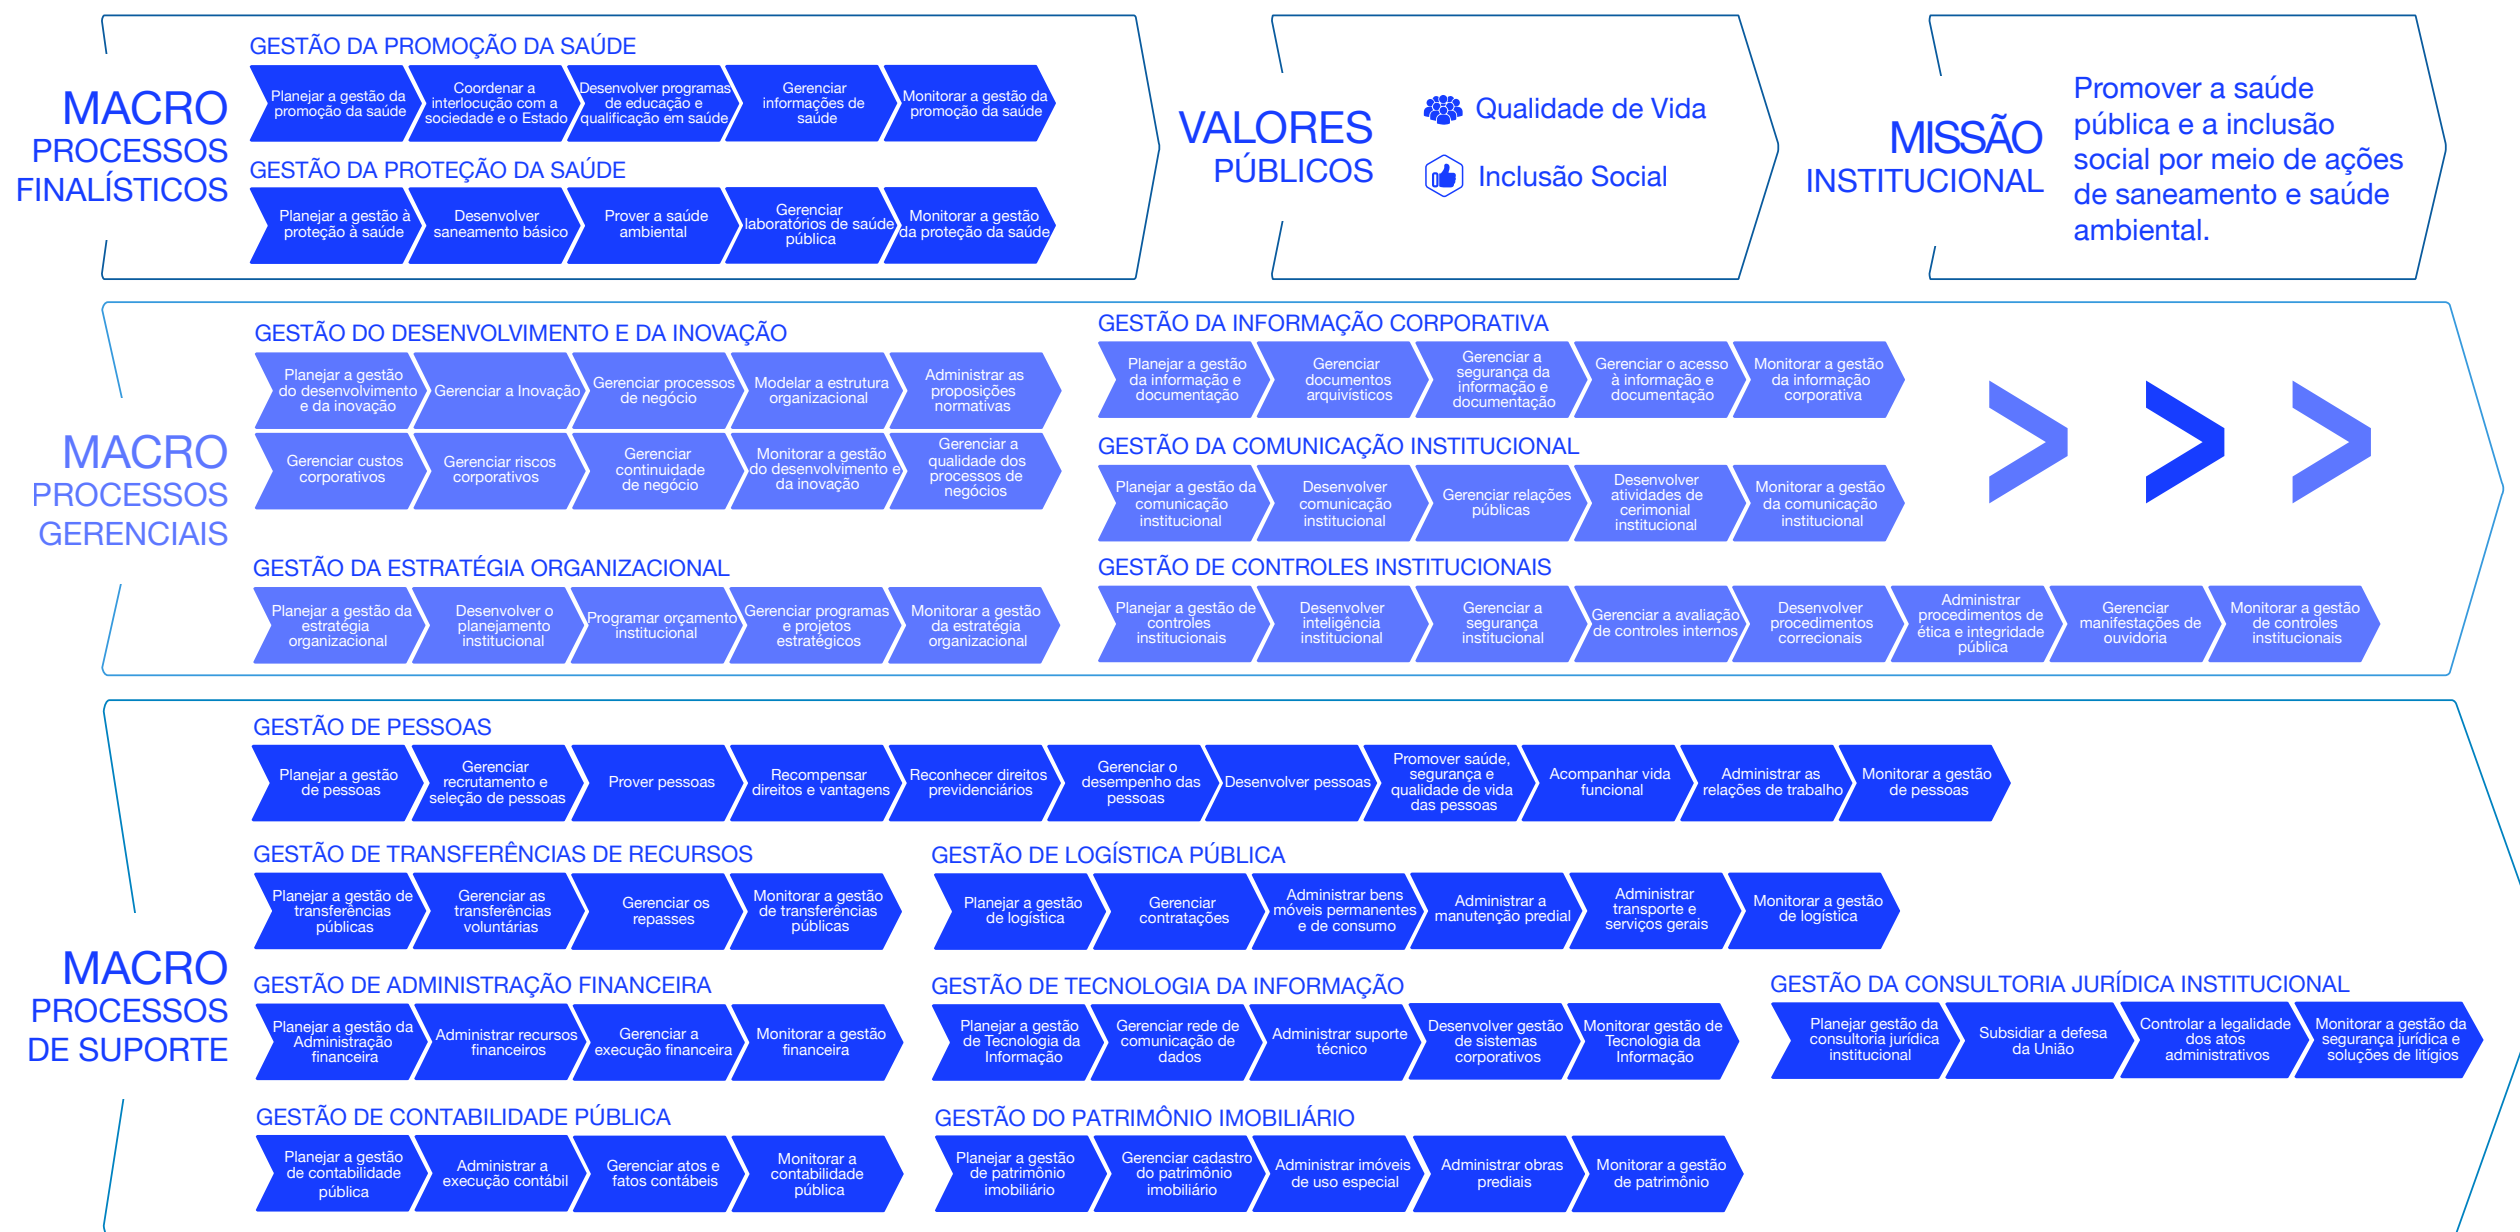 MACRO
PROCESSOS
FINALÍSTICOS
GESTÃO DA PROMOÇÃO DA SAÚDE
Planejar a gestão da
promoção da saúde
Coordenar a
interlocução com a
sociedade e o Estado
Desenvolver programas
de educação e
qualificação em saúde
Gerenciar
informações de
saúde
Monitorar a gestão da
promoção da saúde
GESTÃO DA PROTEÇÃO DA SAÚDE
Planejar a gestão à
proteção à saúde
Desenvolver
saneamento básico
Prover a saúde
ambiental
Gerenciar
laboratórios de saúde
pública
Monitorar a gestão
da proteção da saúde
VALORES
PÚBLICOS
Qualidade de Vida
Inclusão Social
MISSÃO
INSTITUCIONAL
Promover a saúde
pública e a inclusão
social por meio de ações
de saneamento e saúde
ambiental.
MACRO
PROCESSOS
GERENCIAIS
GESTÃO DO DESENVOLVIMENTO E DA INOVAÇÃO
Planejar a gestão
do desenvolvimento
e da inovação
Gerenciar a Inovação
Gerenciar processos
de negócio
Modelar a estrutura
organizacional
Administrar as
proposições
normativas
Gerenciar custos
corporativos
Gerenciar riscos
corporativos
Gerenciar
continuidade
de negócio
Monitorar a gestão
do desenvolvimento e
da inovação
Gerenciar a
qualidade dos
processos de
negócios
GESTÃO DA ESTRATÉGIA ORGANIZACIONAL
Planejar a gestão da
estratégia
organizacional
Desenvolver o
planejamento
institucional
Programar orçamento
institucional
Gerenciar programas
e projetos
estratégicos
Monitorar a gestão
da estratégia
organizacional
GESTÃO DA INFORMAÇÃO CORPORATIVA
Planejar a gestão
da informação e
documentação
Gerenciar
documentos
arquivísticos
Gerenciar a
segurança da
informação e
documentação
Gerenciar o acesso
à informação e
documentação
Monitorar a gestão
da informação
corporativa
GESTÃO DA COMUNICAÇÃO INSTITUCIONAL
Planejar a gestão da
comunicação
institucional
Desenvolver
comunicação
institucional
Gerenciar relações
públicas
Desenvolver
atividades de
cerimonial
institucional
Monitorar a gestão
da comunicação
institucional
GESTÃO DE CONTROLES INSTITUCIONAIS
Planejar a gestão de
controles
institucionais
Desenvolver
inteligência
institucional
Gerenciar a
segurança
institucional
Gerenciar a avaliação
de controles internos
Desenvolver
procedimentos
correcionais
Administrar
procedimentos de
ética e integridade
pública
Gerenciar
manifestações de
ouvidoria
Monitorar a gestão
de controles
institucionais
MACRO
PROCESSOS
DE SUPORTE
GESTÃO DE PESSOAS
Planejar a gestão
de pessoas
Gerenciar
recrutamento e
seleção de pessoas
Prover pessoas
Recompensar
direitos e vantagens
Reconhecer direitos
previdenciários
Gerenciar o
desempenho das
pessoas
Desenvolver pessoas
Promover saúde,
segurança e
qualidade de vida
das pessoas
Acompanhar vida
funcional
Administrar as
relações de trabalho
Monitorar a gestão
de pessoas
GESTÃO DE TRANSFERÊNCIAS DE RECURSOS
Planejar a gestão de
transferências
públicas
Gerenciar as
transferências
voluntárias
Gerenciar os
repasses
Monitorar a gestão
de transferências
públicas
GESTÃO DE LOGÍSTICA PÚBLICA
Planejar a gestão
de logística
Gerenciar
contratações
Administrar bens
móveis permanentes
e de consumo
Administrar a
manutenção predial
Administrar
transporte e
serviços gerais
Monitorar a gestão
de logística
GESTÃO DE ADMINISTRAÇÃO FINANCEIRA
Planejar a gestão da
Administração
financeira
Administrar recursos
financeiros
Gerenciar a
execução financeira
Monitorar a gestão
financeira
GESTÃO DE TECNOLOGIA DA INFORMAÇÃO
Planejar a gestão
de Tecnologia da
Informação
Gerenciar rede de
comunicação de
dados
Administrar suporte
técnico
Desenvolver gestão
de sistemas
corporativos
Monitorar gestão de
Tecnologia da
Informação
GESTÃO DA CONSULTORIA JURÍDICA INSTITUCIONAL
Planejar gestão da
consultoria jurídica
institucional
Subsidiar a defesa
da União
Controlar a legalidade
dos atos
administrativos
Monitorar a gestão da
segurança jurídica e
soluções de litígios
GESTÃO DE CONTABILIDADE PÚBLICA
Planejar a gestão
de contabilidade
pública
Administrar a
execução contábil
Gerenciar atos e
fatos contábeis
Monitorar a
contabilidade
pública
GESTÃO DO PATRIMÔNIO IMOBILIÁRIO
Planejar a gestão
de patrimônio
imobiliário
Gerenciar cadastro
do patrimônio
imobiliário
Administrar imóveis
de uso especial
Administrar obras
prediais
Monitorar a gestão
de patrimônio